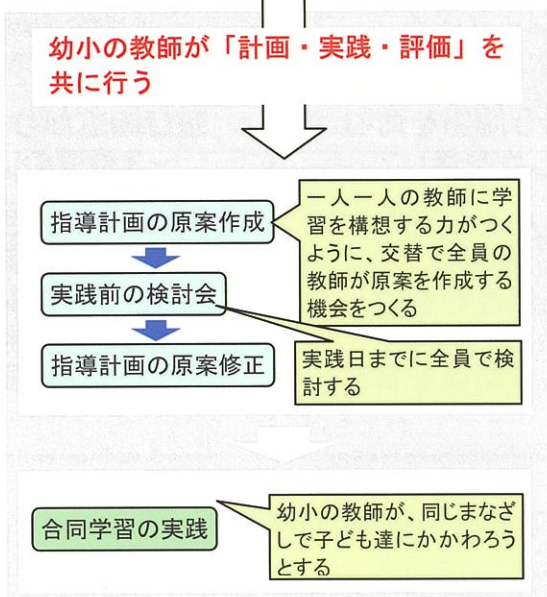 幼小の教師が「計画・実践・評価」を
共に行う
指導計画の原案作成
一人一人の教師に学
習を構想する力がつく
ように、交替で全員の
教師が原案を作成する
機会をつくる
実践前の検討会
指導計画の原案修正
実践日までに全員で検
討する
合同学習の実践
幼小の教師が、同じまなざ
しで子ども達にかかわろう
とする